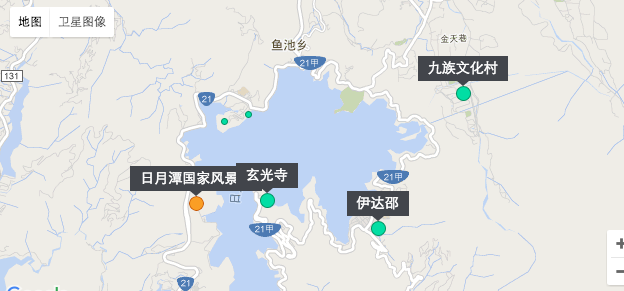 地图 卫星图像
鱼池乡
金天巷
21甲
九族文化村
131
21
21甲
日月潭国家风景
玄光寺
日
伊达邵
21甲
+
21
−